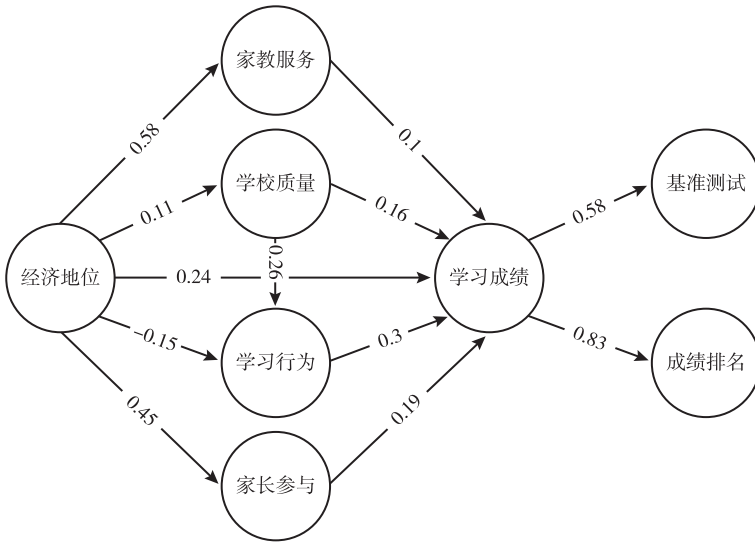 家教服务
0.58
0.1
学校质量
基准测试
0.11
0.16
0.58
0.26
经济地位
0.24
学习成绩
–0.15
0.3
0.83
学习行为
成绩排名
0.45
0.19
家长参与